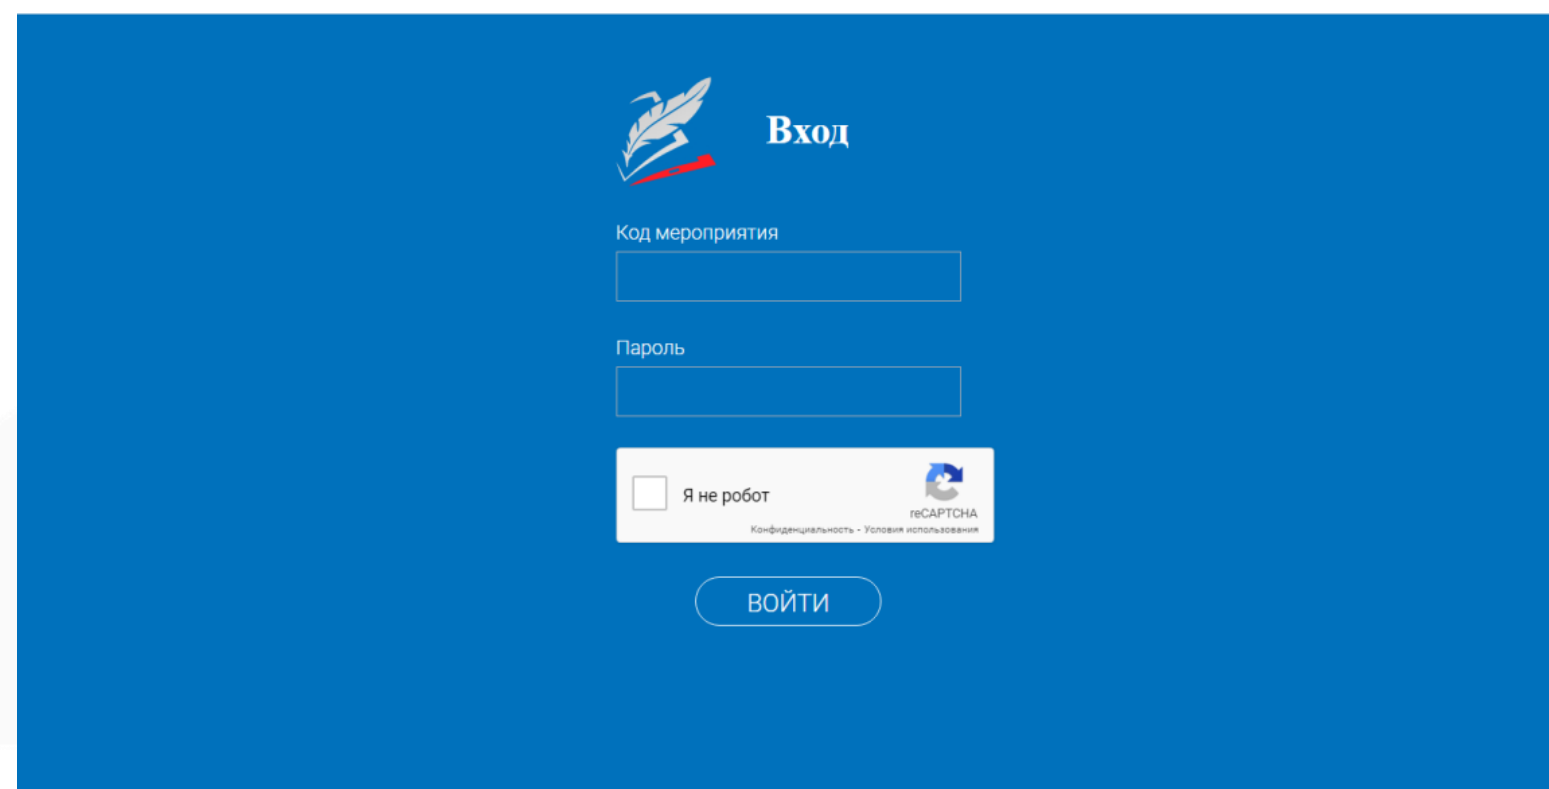 Вход
Код мероприятия
Пароль
Я не робот
reCAPTCHA
Конфиденциальность - Условия использования
ВОЙТИ